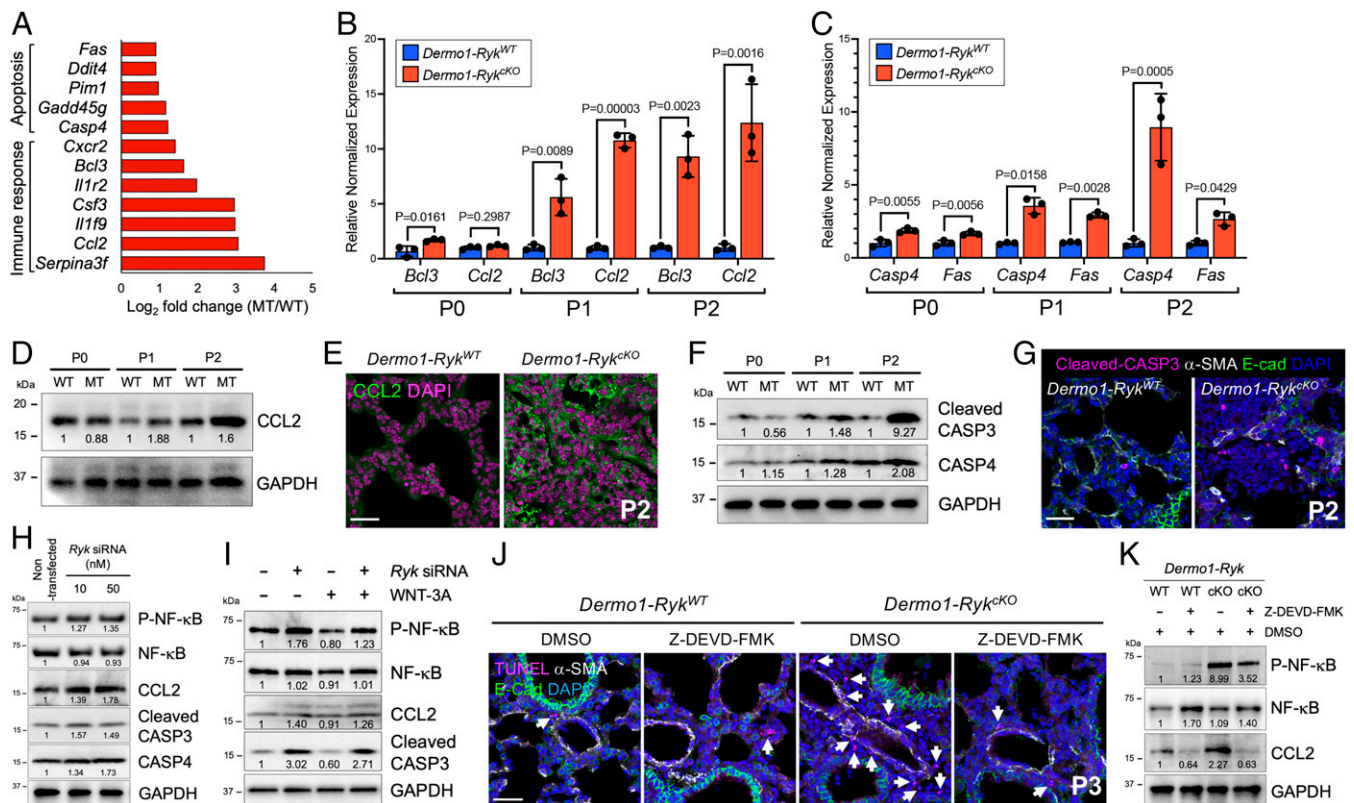 A
Apoptosis
Immune response
Fas
Ddit4
Pim1
Gadd45g
Casp4
Cxcr2
Bcl3
Il1r2
Csf3
Il1f9
Ccl2
Serpina3f
0 1 2 3 4 5
Log2 fold change (MT/WT)
B
Relative Normalized Expression
20
15
10
5
0
Dermo1-RykWT
Dermo1-RykcKO
P=0.0161
P=0.2987
P=0.0089
P=0.00003
P=0.0023
P=0.0016
Bcl3 Ccl2 Bcl3 Ccl2 Bcl3 Ccl2
P0 P1 P2
C
Relative Normalized Expression
15
10
5
0
Dermo1-RykWT
Dermo1-RykcKO
P=0.0055
P=0.0056
P=0.0158
P=0.0028
P=0.0005
P=0.0429
Casp4 Fas Casp4 Fas Casp4 Fas
P0 P1 P2
D
P0 P1 P2
kDa WT MT WT MT WT MT
20
15
CCL2
1 0.88 1 1.88 1 1.6
37
GAPDH
E
Dermo1-RykWT Dermo1-RykcKO
CCL2 DAPI
P2
F
P0 P1 P2
kDa WT MT WT MT WT MT
15
Cleaved
CASP3
1 0.56 1 1.48 1 9.27
15
CASP4
1 1.15 1 1.28 1 2.08
37
GAPDH
G
Cleaved-CASP3 α-SMA E-cad DAPI
Dermo1-RykWT Dermo1-RykcKO
P2
H
Non
-transfected
Ryk siRNA
(nM)
10 50
kDa
75
P-NF-κB
1 1.27 1.35
75
NF-κB
1 0.94 0.93
15
CCL2
1 1.39 1.78
15
Cleaved
CASP3
1 1.57 1.49
15
CASP4
1 1.34 1.73
37
GAPDH
I
– + – + Ryk siRNA
– – + + WNT-3A
kDa
75
P-NF-κB
1 1.76 0.80 1.23
75
NF-κB
1 1.02 0.91 1.01
15
CCL2
1 1.40 0.91 1.26
15
Cleaved
CASP3
1 3.02 0.60 2.71
37
GAPDH
J
Dermo1-RykWT Dermo1-RykcKO
DMSO Z-DEVD-FMK DMSO Z-DEVD-FMK
TUNEL α-SMA
E-Cad DAPI
P3
K
Dermo1-Ryk
WT WT cKO cKO
– + – + Z-DEVD-FMK
+ + + + DMSO
kDa
75
P-NF-κB
1 1.23 8.99 3.52
75
NF-κB
1 1.70 1.09 1.40
15
CCL2
1 0.64 2.27 0.63
37
GAPDH